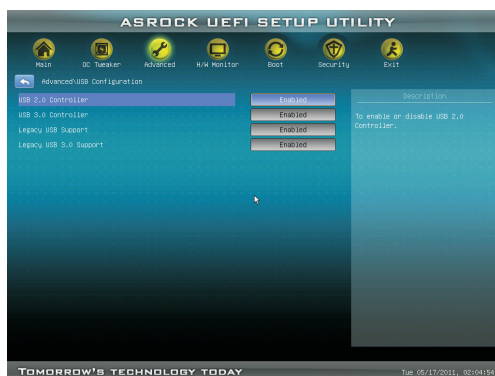 ASROCK UEFI SETUP UTILITY
Main OC Tweaker Advanced H/W Monitor Boot Security Exit
Advanced\USB Configuration
USB 2.0 Controller Enabled
USB 3.0 Controller Enabled
Legacy USB Support Enabled
Legacy USB 3.0 Support Enabled
Description
To enable or disable USB 2.0
Controller.
Tomorrow's technology today
Tue 05/17/2011, 02:04:54